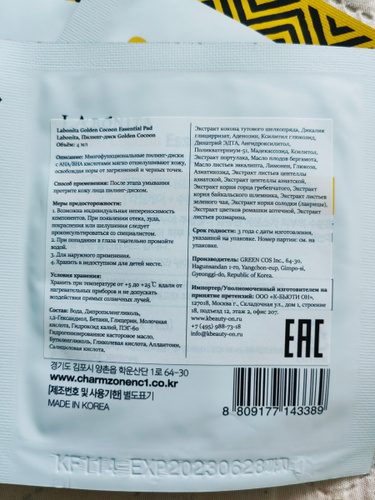 Labonita Golden Cocoon Essential Pad
Labonita, Пилинг-диск Golden Cocoon
Объём: 4 мл
Описание: Многофункциональные пилинг-диски
с AHA/BHA кислотами мягко отшелушивают кожу,
освобождая поры от загрязнений и черных точек.
Способ применения: После этапа умывания
протрите кожу лица пилинг-диском.
Меры предосторожности:
1. Возможна индивидуальная непереносимость
компонентов. При появлении отека, зуда,
покраснения или шелушения следует
проконсультироваться со специалистом.
2. При попадании в глаза тщательно промойте
водой.
3. Для наружного применения.
4. Хранить в недоступном для детей месте.
Условия хранения:
Хранить при температуре от +5 до +25 °C вдали от
нагревательных приборов и не допускать попадания
прямых солнечных лучей.
Состав: Вода, Дипропиленгликоль,
1,2-Гександиол, Бетаин, Глицерин, Молочная
кислота, Гидроксид калия, ПЭГ-60
Гидрогенизированное касторовое масло,
Бутиленгликоль, Гликолевая кислота, Аллантоин,
Салициловая кислота,
Экстракт кокона тутового шелкопряда, Дикалия
глицирризат, Аденозин, Ксилитил глюкозид,
Динатрий ЭДТА, Ангидроксилитол,
Поликватерниум-51, Мадекассозид, Ксилитол,
Экстракт портулака, Масло плодов бергамота,
Масло листьев эвкалипта, Лимонен, Глюкоза,
Азиатикозид, Экстракт центеллы азиатской,
Экстракт корня горца гребенчатого, Экстракт
корня байкальского шлемника, Экстракт листьев
зеленого чая, Экстракт корня солодки (лакрицы),
Экстракт цветков ромашки аптечной, Экстракт листьев
розмарина,
Срок годности: 3 года с даты изготовления,
указанной на упаковке. Номер партии: см. на
упаковке.
Производитель: GREEN COS Inc., 64-30,
Hagunsandan 1-ro, Yangchon-eup, Gimpo-si,
Gyeonggi-do, Republic of Korea.
Импортер/Уполномоченный изготовителем на
принятие претензий: ООО «К-БЬЮТИ ОН»,
127018, Москва г., Складочная ул., дом 1, строение
18, подъезд 12, этаж 2, офис 207.
www.kbeauty-on.ru
+7 (495) 988-73-18
info@kbeauty-on.ru
EAC
경기도 김포시 양촌읍 학운산단 1로 64-30
www.charmzonenc1.co.kr
[제조번호 및 사용기한] 별도표기
MADE IN KOREA
8 809177 143389
EXP20230628